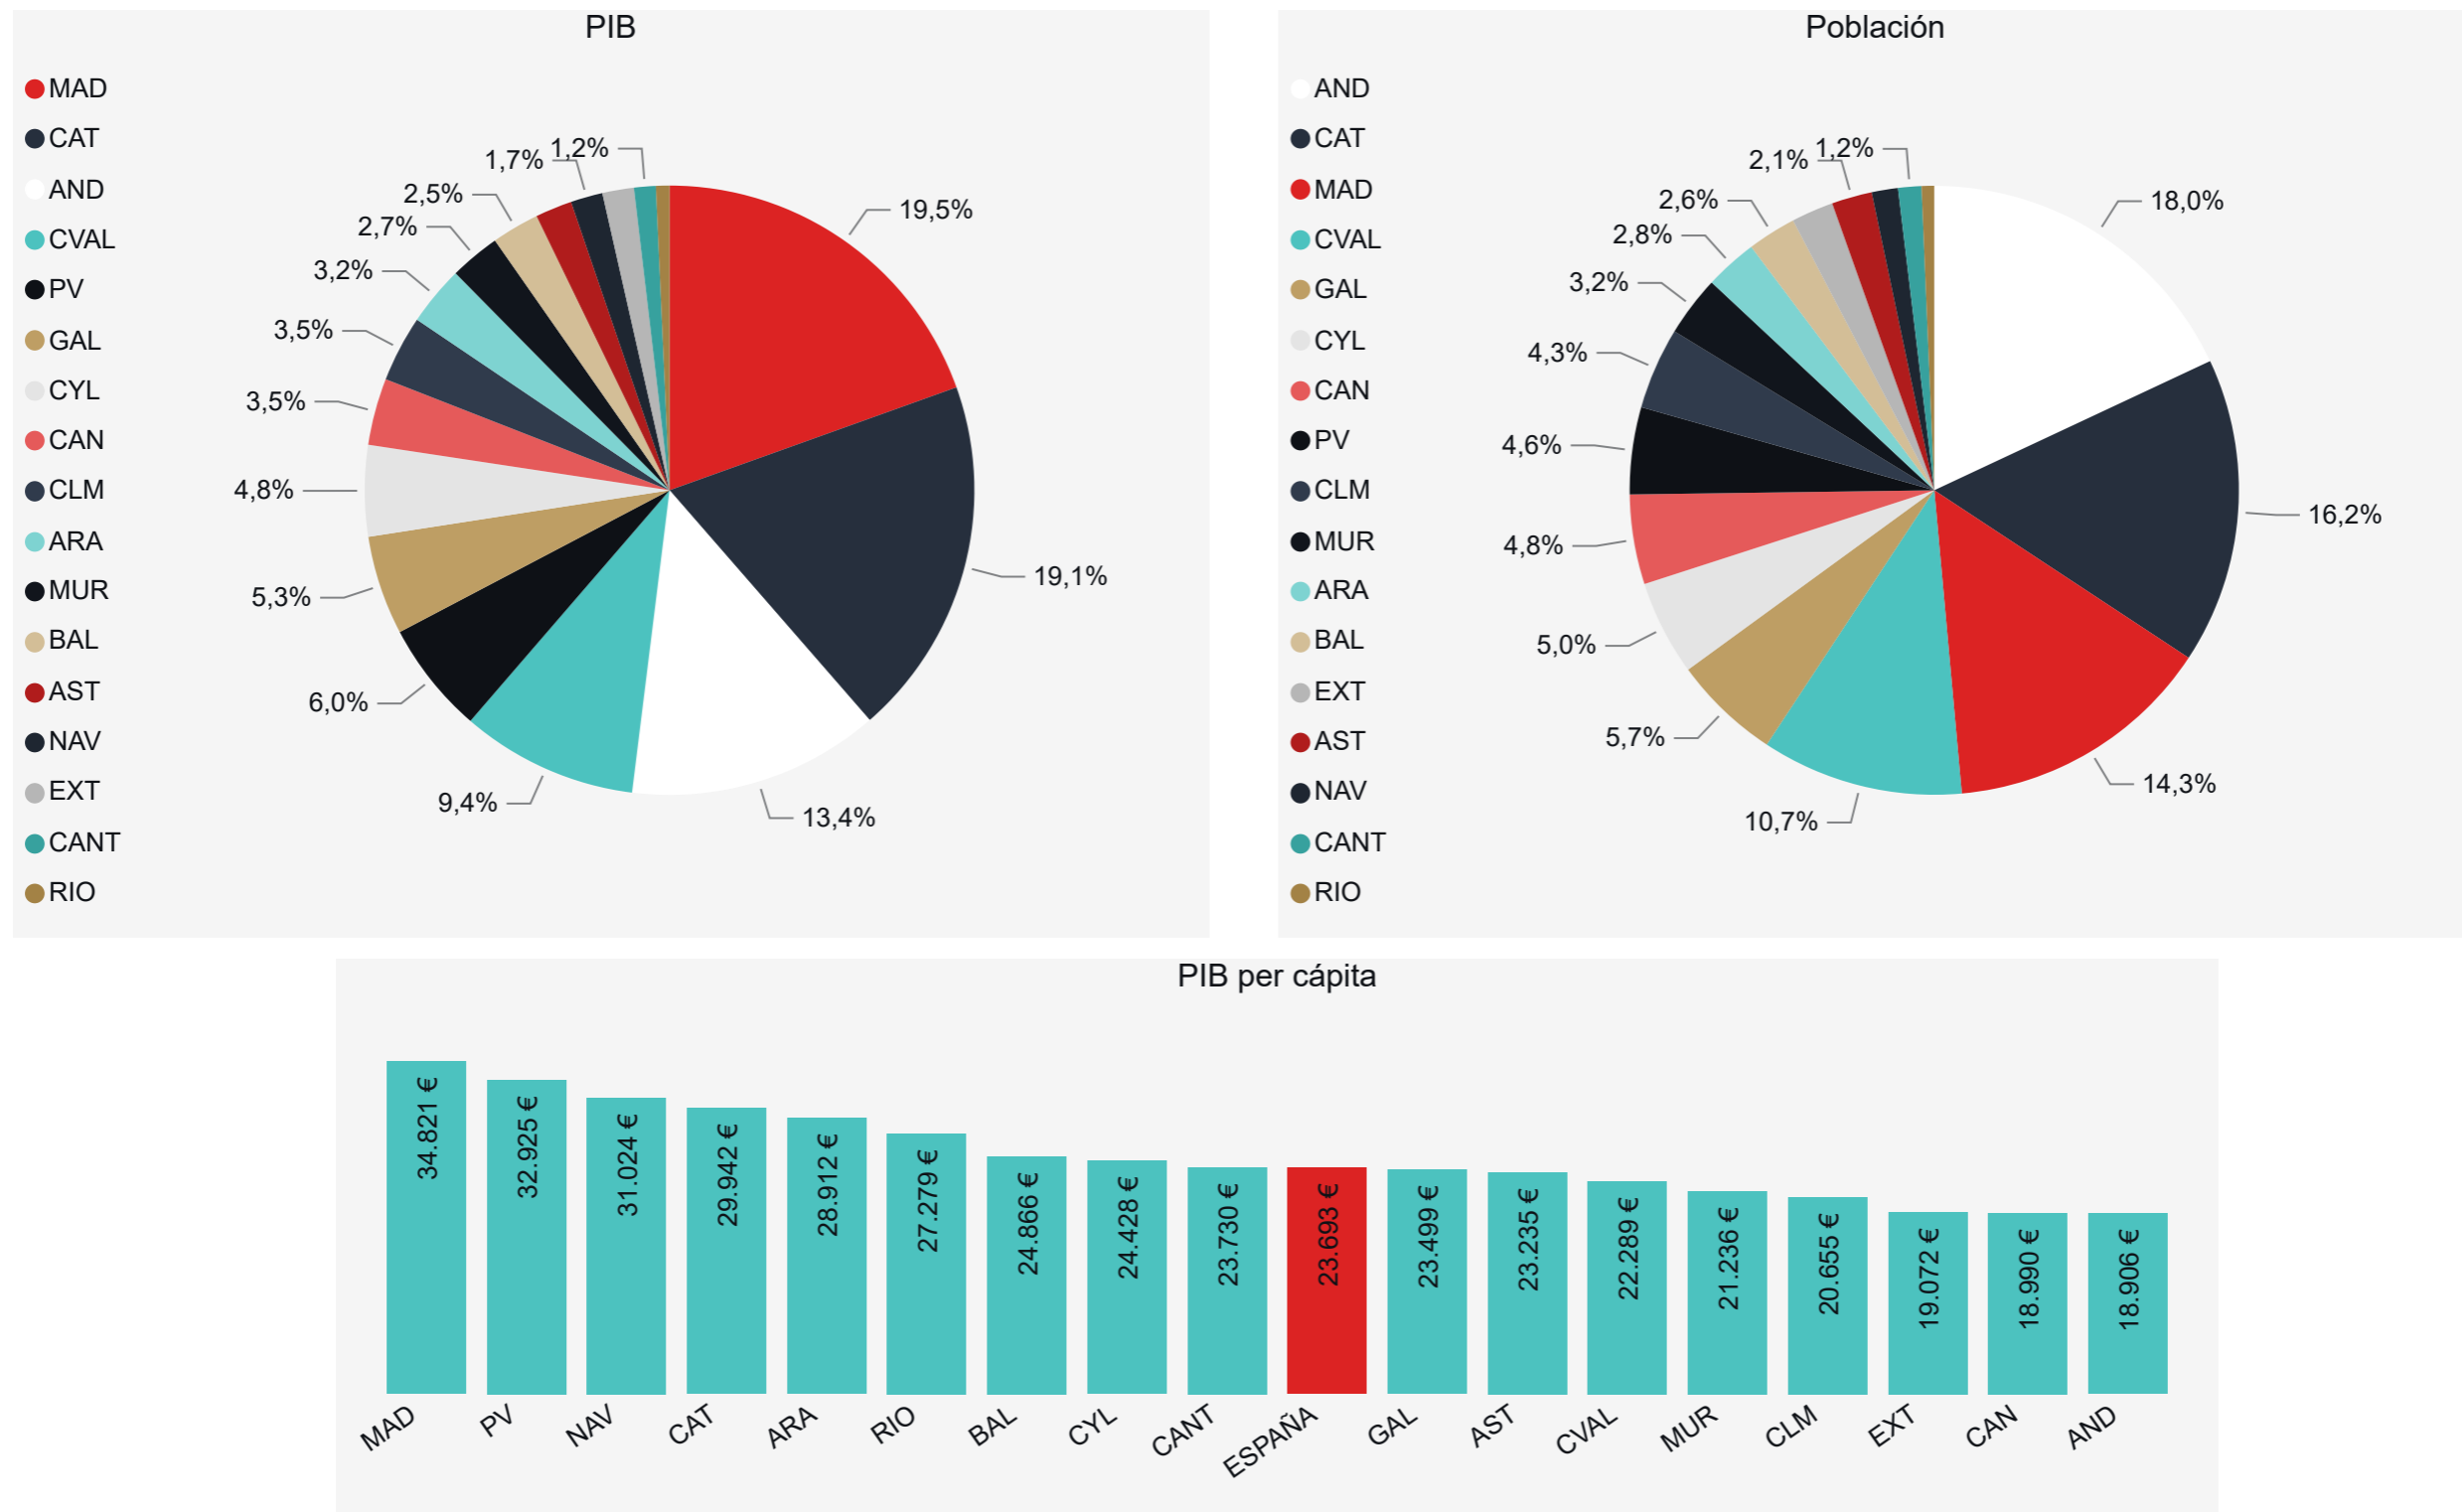 PIB
MAD
CAT
AND
CVAL
PV
GAL
CYL
CAN
CLM
ARA
MUR
BAL
AST
NAV
EXT
CANT
RIO
19,5%
19,1%
13,4%
9,4%
6,0%
5,3%
4,8%
3,5%
3,5%
3,2%
2,7%
2,5%
1,7%
1,2%
Población
AND
CAT
MAD
CVAL
GAL
CYL
CAN
PV
CLM
MUR
ARA
BAL
EXT
AST
NAV
CANT
RIO
18,0%
16,2%
14,3%
10,7%
5,7%
5,0%
4,8%
4,6%
4,3%
3,2%
2,8%
2,6%
2,1%
1,2%
PIB per cápita
34.821 €
32.925 €
31.024 €
29.942 €
28.912 €
27.279 €
24.866 €
24.428 €
23.730 €
23.693 €
23.499 €
23.235 €
22.289 €
21.236 €
20.655 €
19.072 €
18.990 €
18.906 €
MAD
PV
NAV
CAT
ARA
RIO
BAL
CYL
CANT
ESPAÑA
GAL
AST
CVAL
MUR
CLM
EXT
CAN
AND